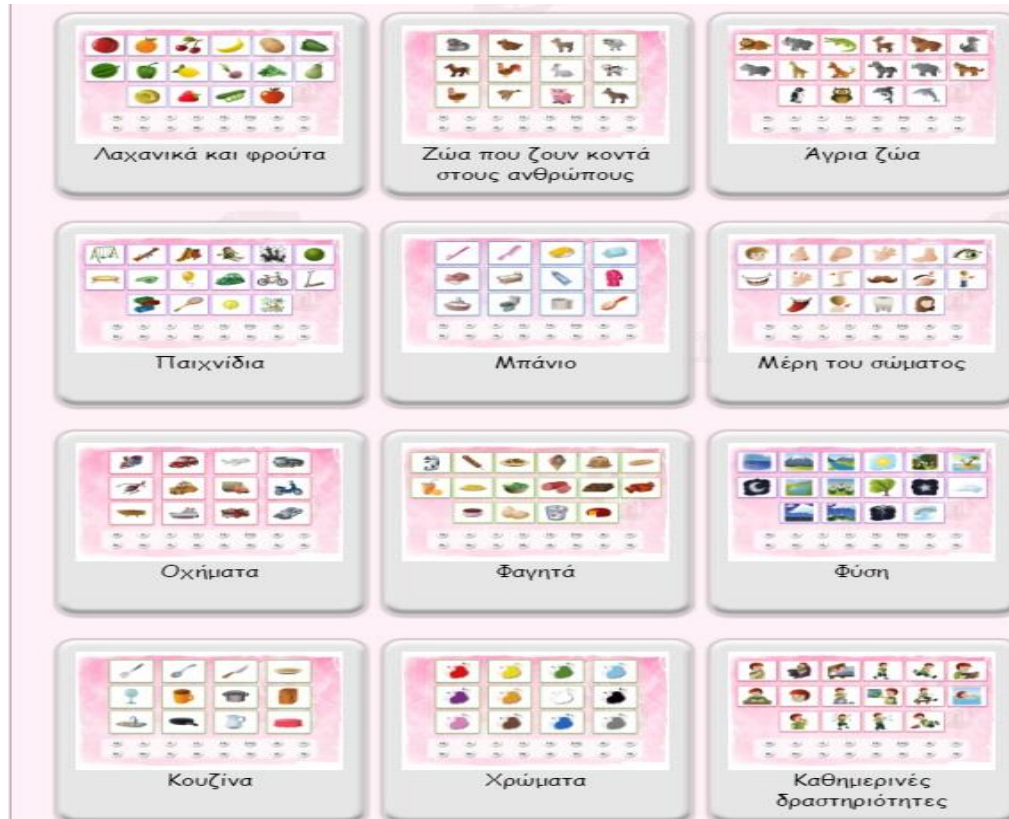 Λαχανικά και φρούτα
Ζώα που ζουν κοντά
στους ανθρώπους
Άγρια ζώα
Παιχνίδια
Μπάνιο
Μέρη του σώματος
Οχήματα
Φαγητά
Φύση
Κουζίνα
Χρώματα
Καθημερινές
δραστηριότητες